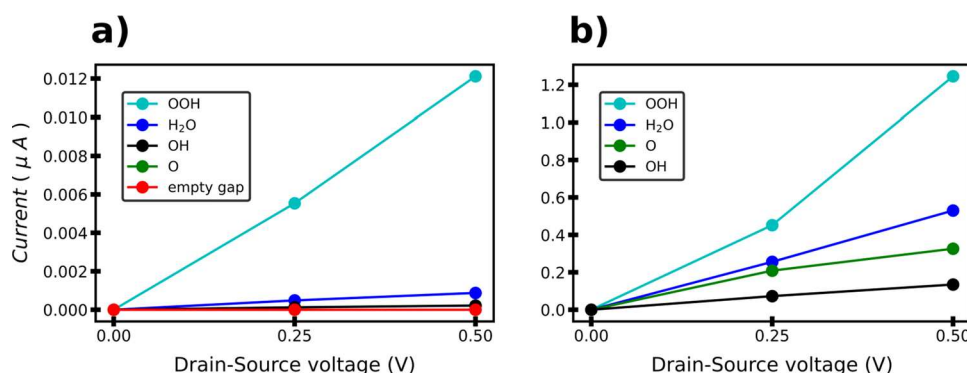 a)
Current ( μ A )
0.012
0.010
0.008
0.006
0.004
0.002
0.000
OOH
H₂O
OH
O
empty gap
0.00 0.25 0.50
Drain-Source voltage (V)
b)
1.2
1.0
0.8
0.6
0.4
0.2
0.0
OOH
H₂O
O
OH
0.00 0.25 0.50
Drain-Source voltage (V)